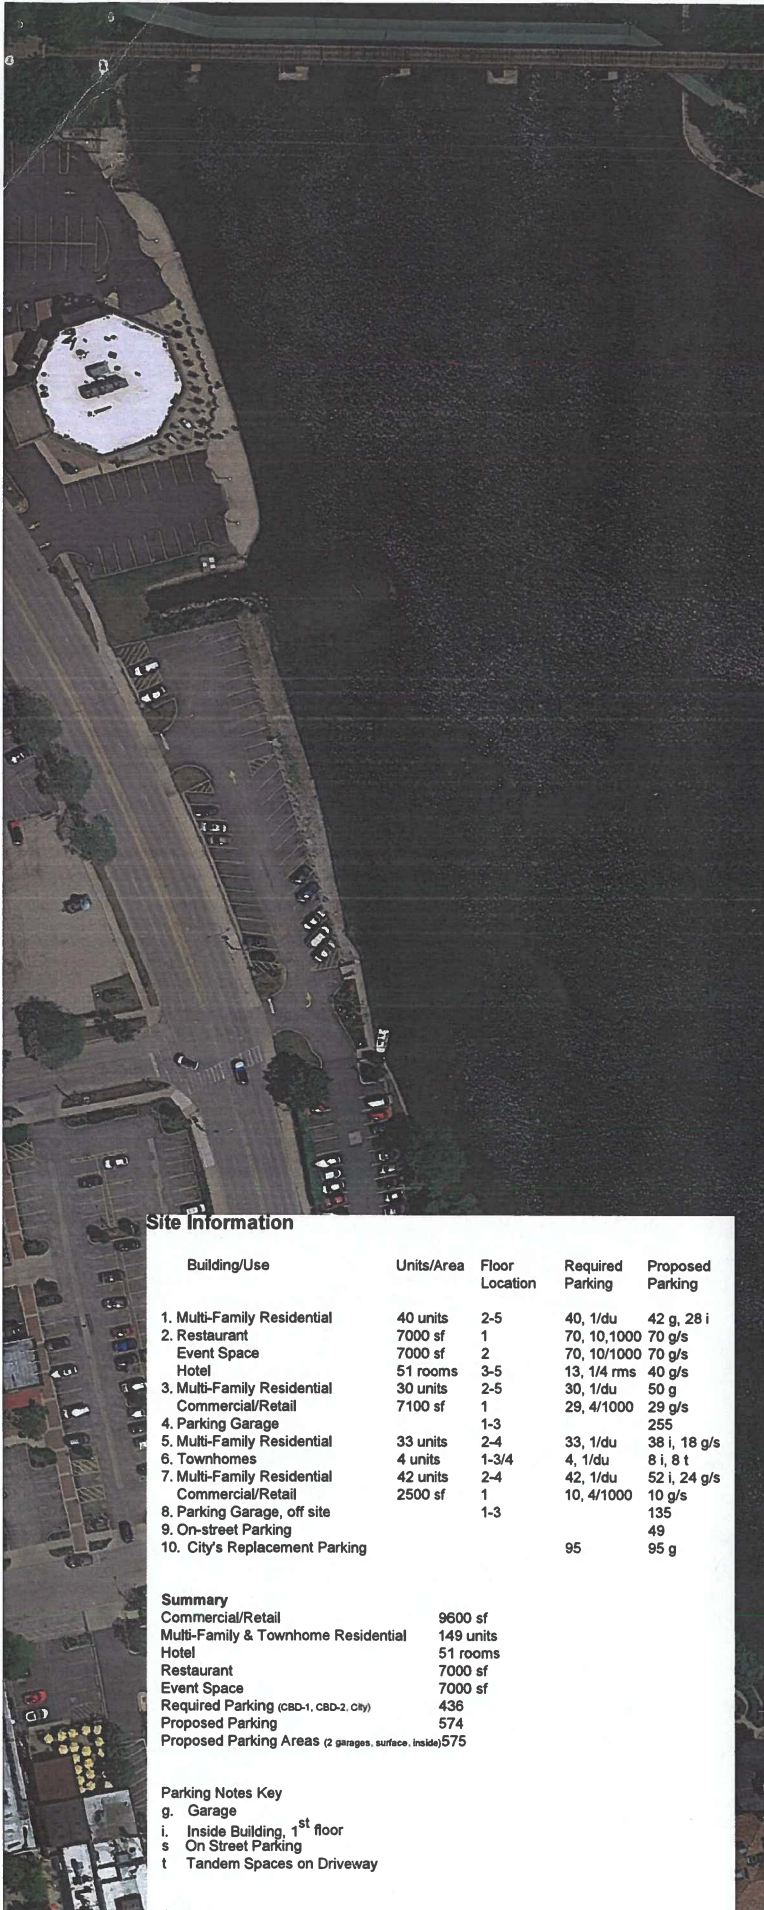 Site Information
Building/Use Units/Area Floor Location Required Parking Proposed Parking
1. Multi-Family Residential 40 units 2-5 40, 1/du 42 g, 28 i
2. Restaurant 7000 sf 1 70, 10,1000 70 g/s
Event Space 7000 sf 2 70, 10/1000 70 g/s
Hotel 51 rooms 3-5 13, 1/4 rms 40 g/s
3. Multi-Family Residential 30 units 2-5 30, 1/du 50 g
Commercial/Retail 7100 sf 1 29, 4/1000 29 g/s
4. Parking Garage 1-3 255
5. Multi-Family Residential 33 units 2-4 33, 1/du 38 i, 18 g/s
6. Townhomes 4 units 1-3/4 4, 1/du 8 i, 8 t
7. Multi-Family Residential 42 units 2-4 42, 1/du 52 i, 24 g/s
Commercial/Retail 2500 sf 1 10, 4/1000 10 g/s
8. Parking Garage, off site 1-3 135
9. On-street Parking 49
10. City's Replacement Parking 95 95 g
Summary
Commercial/Retail 9600 sf
Multi-Family & Townhome Residential 149 units
Hotel 51 rooms
Restaurant 7000 sf
Event Space 7000 sf
Required Parking (CBD-1, CBD-2, City) 436
Proposed Parking 574
Proposed Parking Areas (2 garages, surface, inside) 575
Parking Notes Key
g. Garage
i. Inside Building, 1st floor
s On Street Parking
t Tandem Spaces on Driveway